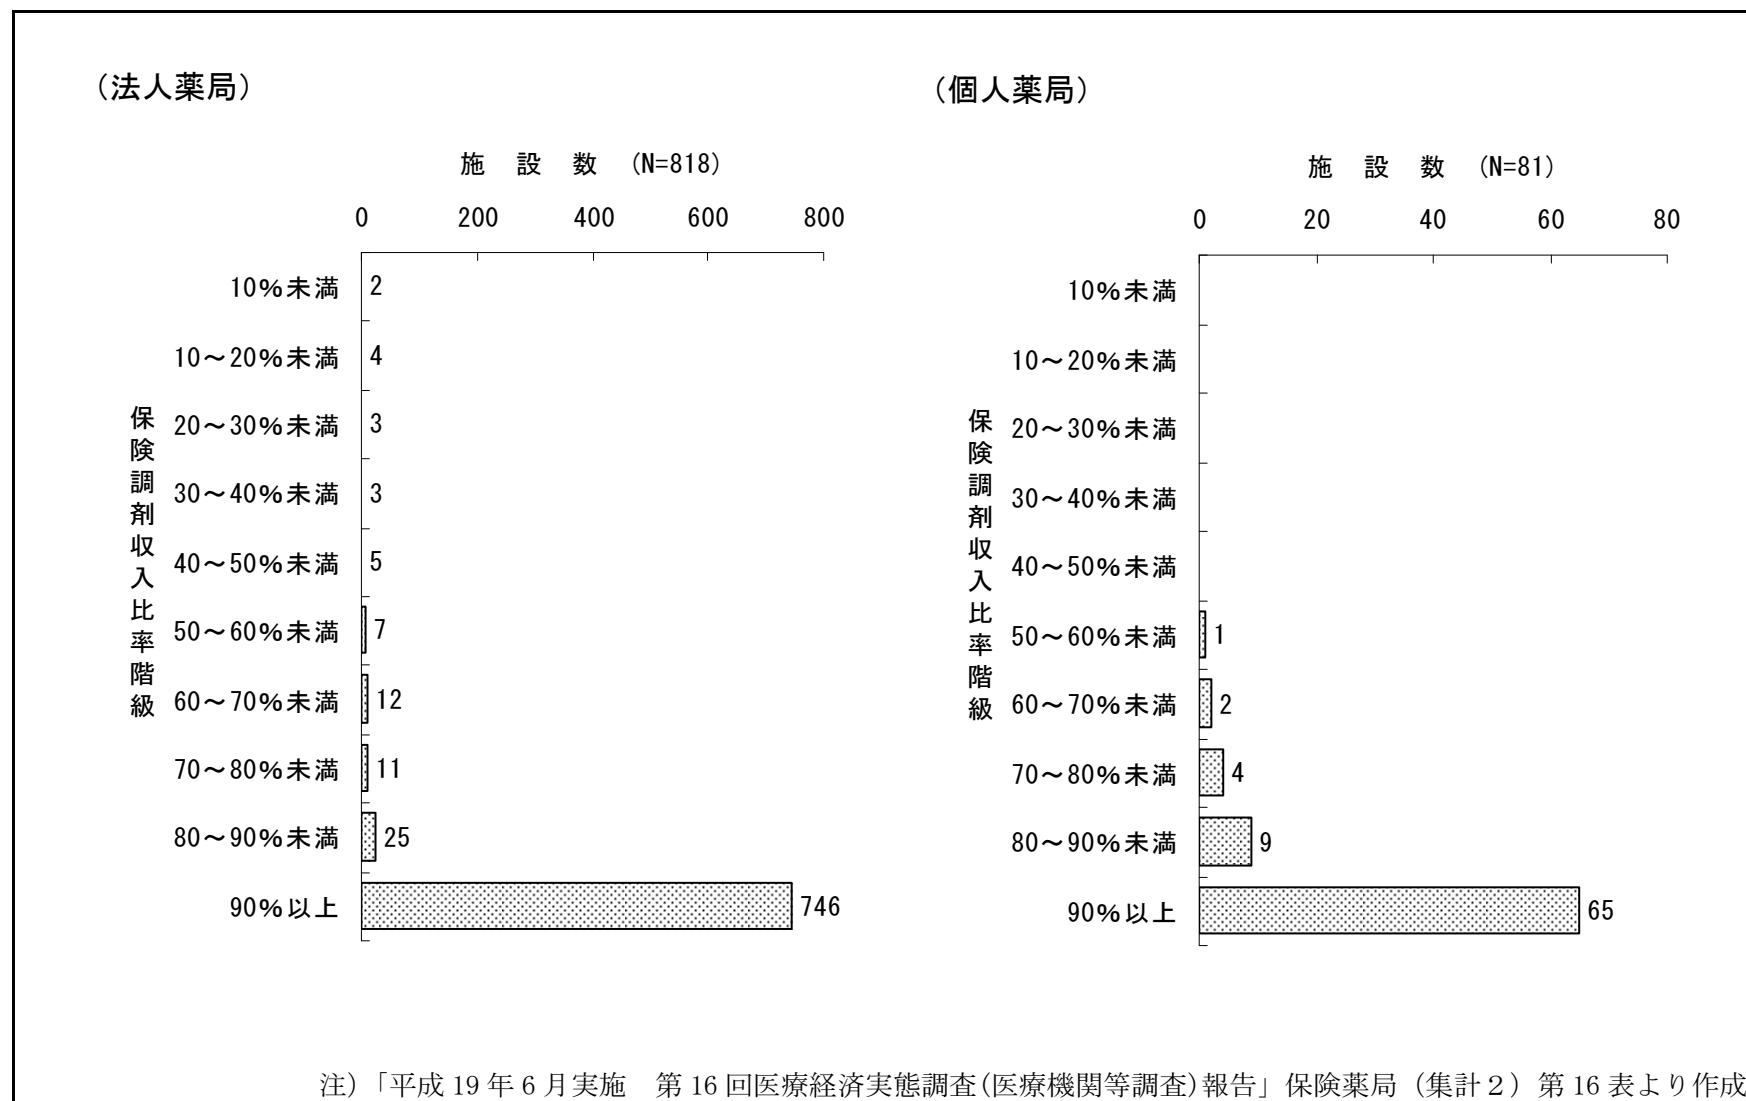 （法人薬局）
施 設 数 (N=818)
0 200 400 600 800
保険調剤収入比率階級
10%未満 2
10～20%未満 4
20～30%未満 3
30～40%未満 3
40～50%未満 5
50～60%未満 7
60～70%未満 12
70～80%未満 11
80～90%未満 25
90%以上 746
（個人薬局）
施 設 数 (N=81)
0 20 40 60 80
保険調剤収入比率階級
10%未満
10～20%未満
20～30%未満
30～40%未満
40～50%未満
50～60%未満 1
60～70%未満 2
70～80%未満 4
80～90%未満 9
90%以上 65
注）「平成 19 年 6 月実施　第 16 回医療経済実態調査(医療機関等調査)報告」保険薬局（集計２）第 16 表より作成